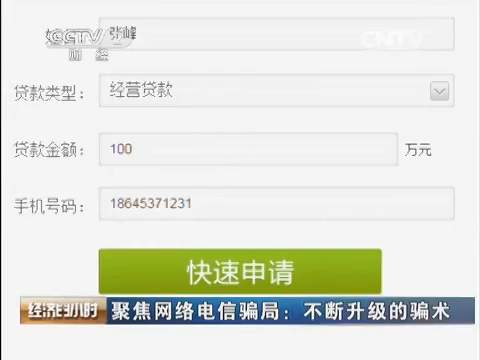 CCTV 财经
CNTV
张峰
贷款类型： 经营贷款
贷款金额： 100 万元
手机号码： 18645371231
快速申请
经济半小时 聚焦网络电信骗局：不断升级的骗术